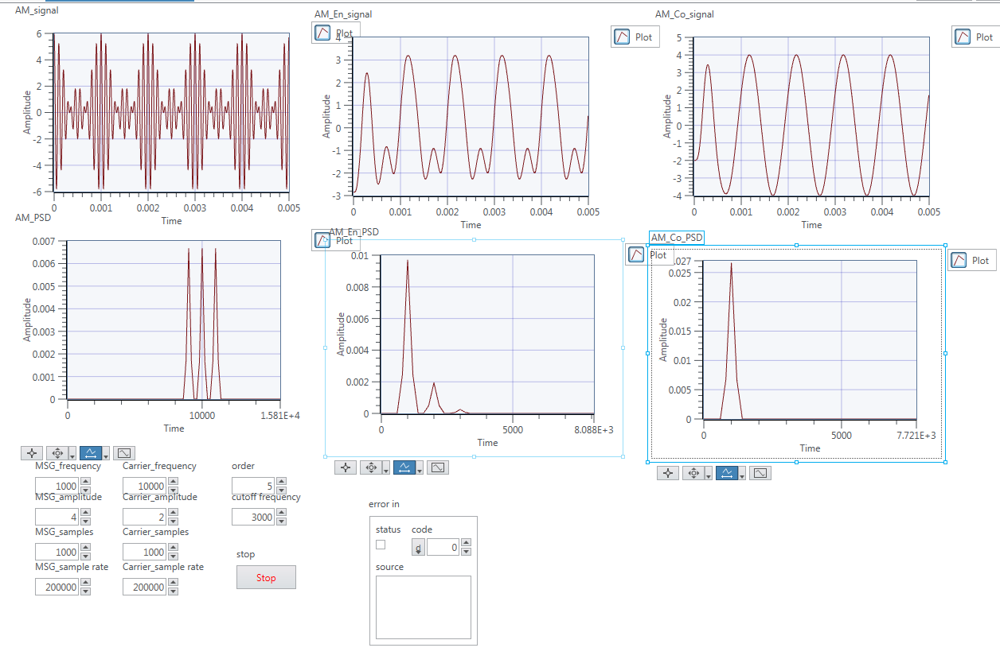 AM_signal
AM_En_signal
AM_Co_signal
Plot
Plot
Plot
Amplitude
6
4
2
0
-2
-4
-6
0
0.001
0.002
0.003
0.004
0.005
Time
Amplitude
4
3
2
1
0
-1
-2
-3
0
0.001
0.002
0.003
0.004
0.005
Time
Amplitude
5
4
3
2
1
0
-1
-2
-3
-4
0
0.001
0.002
0.003
0.004
0.005
Time
AM_PSD
AM_En_PSD
AM_Co_PSD
Plot
Plot
Plot
Amplitude
0.007
0.006
0.005
0.004
0.003
0.002
0.001
0
0
10000
1.581E+4
Time
Amplitude
0.01
0.008
0.006
0.004
0.002
0
0
5000
8.088E+3
Time
Amplitude
0.027
0.02
0.015
0.01
0.005
0
0
5000
7.721E+3
Time
MSG_frequency
Carrier_frequency
order
1000
10000
5
MSG_amplitude
Carrier_amplitude
cutoff frequency
4
2
3000
MSG_samples
Carrier_samples
1000
1000
MSG_sample rate
Carrier_sample rate
200000
200000
stop
Stop
error in
status
code
d
0
source